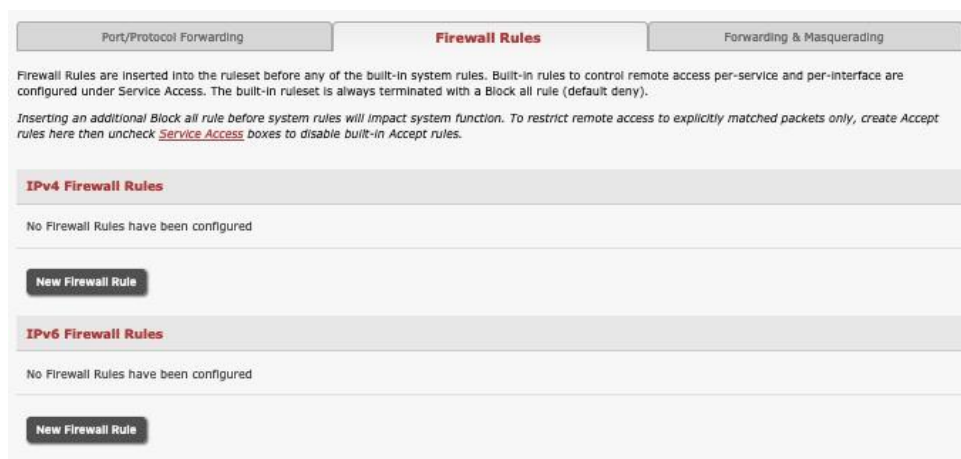 Port/Protocol Forwarding
Firewall Rules
Forwarding & Masquerading
Firewall Rules are inserted into the ruleset before any of the built-in system rules. Built-in rules to control remote access per-service and per-interface are
configured under Service Access. The built-in ruleset is always terminated with a Block all rule (default deny).
Inserting an additional Block all rule before system rules will impact system function. To restrict remote access to explicitly matched packets only, create Accept
rules here then uncheck Service Access boxes to disable built-in Accept rules.
IPv4 Firewall Rules
No Firewall Rules have been configured
New Firewall Rule
IPv6 Firewall Rules
No Firewall Rules have been configured
New Firewall Rule